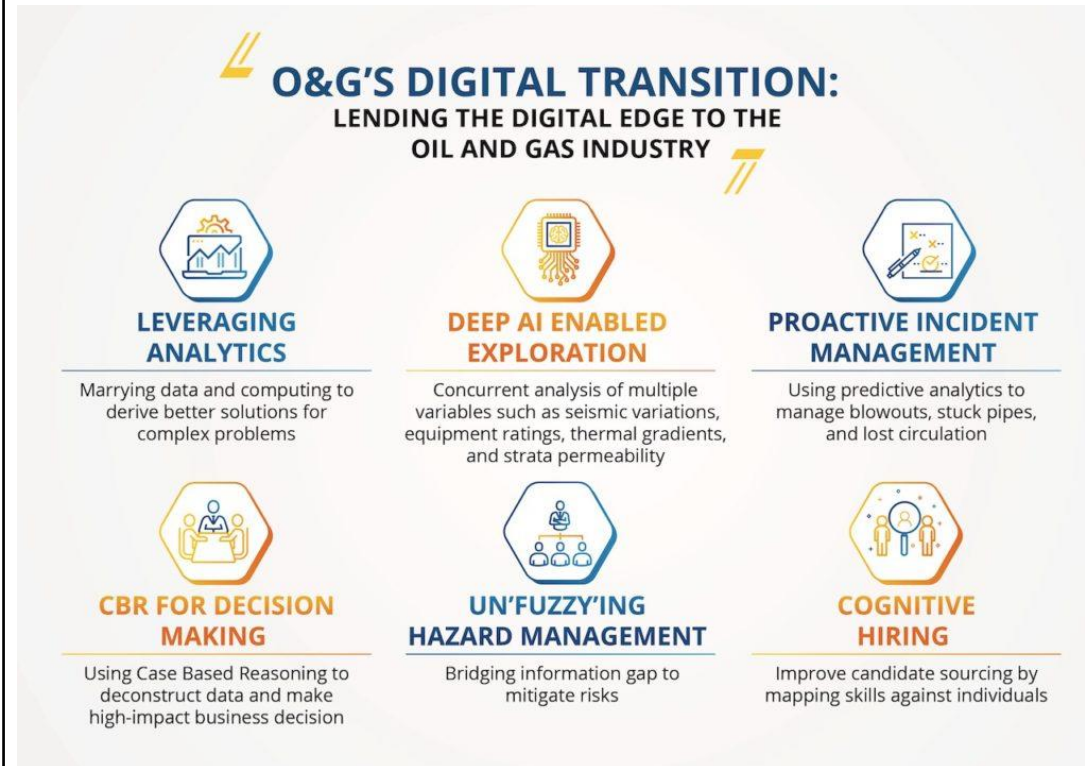 O&G'S DIGITAL TRANSITION:
LENDING THE DIGITAL EDGE TO THE
OIL AND GAS INDUSTRY
LEVERAGING
ANALYTICS
Marrying data and computing to
derive better solutions for
complex problems
DEEP AI ENABLED
EXPLORATION
Concurrent analysis of multiple
variables such as seismic variations,
equipment ratings, thermal gradients,
and strata permeability
PROACTIVE INCIDENT
MANAGEMENT
Using predictive analytics to
manage blowouts, stuck pipes,
and lost circulation
CBR FOR DECISION
MAKING
Using Case Based Reasoning to
deconstruct data and make
high-impact business decision
UN'FUZZY'ING
HAZARD MANAGEMENT
Bridging information gap to
mitigate risks
COGNITIVE
HIRING
Improve candidate sourcing by
mapping skills against individuals